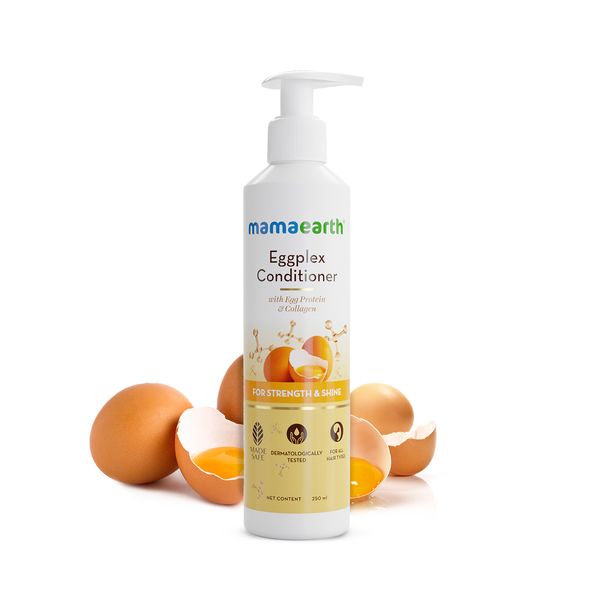 mamaearth
Eggplex
Conditioner
with Egg Protein
& Collagen
FOR STRENGTH & SHINE
MADE
SAFE
DERMATOLOGICALLY
TESTED
FOR ALL
HAIR TYPES
NET CONTENT 250 ml